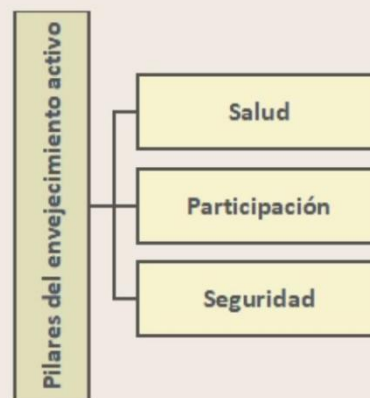 Pilares del envejecimiento activo
Salud
Participación
Seguridad